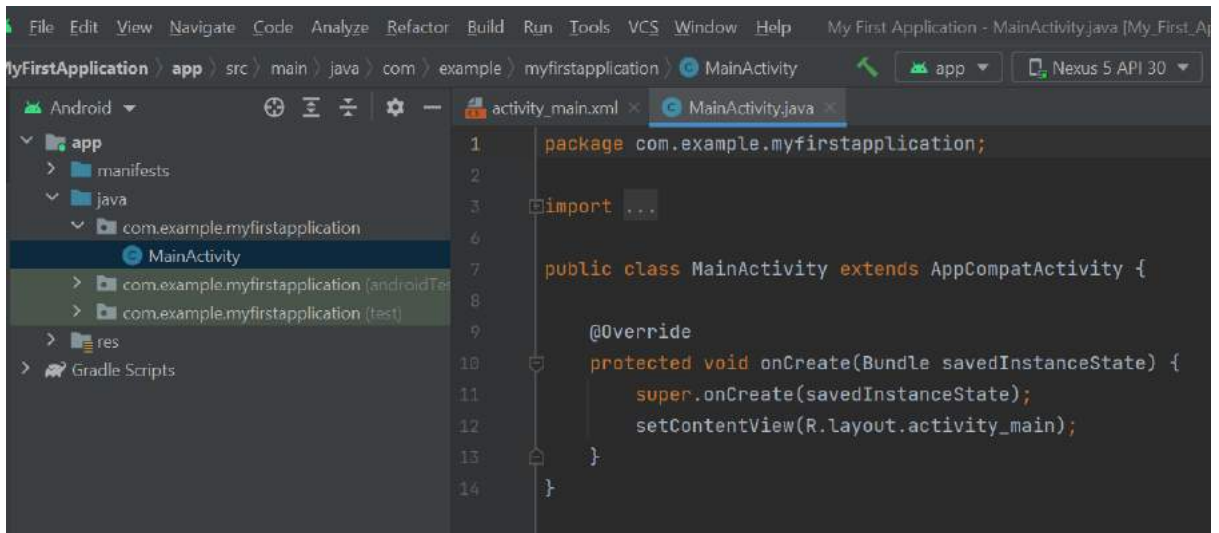 File Edit View Navigate Code Analyze Refactor Build Run Tools VCS Window Help My First Application - MainActivity.java [My_First_Ap
MyFirstApplication app src main java com example myfirstapplication MainActivity app Nexus 5 API 30
Android
activity_main.xml MainActivity.java
app
manifests
java
com.example.myfirstapplication
MainActivity
com.example.myfirstapplication (androidTes
com.example.myfirstapplication (test)
res
Gradle Scripts
1 package com.example.myfirstapplication;
2
3 import ...
6
7 public class MainActivity extends AppCompatActivity {
8
9 @Override
10 protected void onCreate(Bundle savedInstanceState) {
11 super.onCreate(savedInstanceState);
12 setContentView(R.layout.activity_main);
13 }
14 }